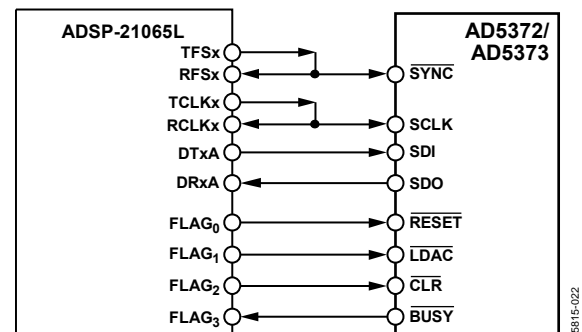 ADSP-21065L
AD5372/
AD5373
TFSx
RFSx
SYNC
TCLKx
RCLKx
SCLK
DTxA
SDI
DRxA
SDO
FLAG0
RESET
FLAG1
LDAC
FLAG2
CLR
FLAG3
BUSY
5815-022